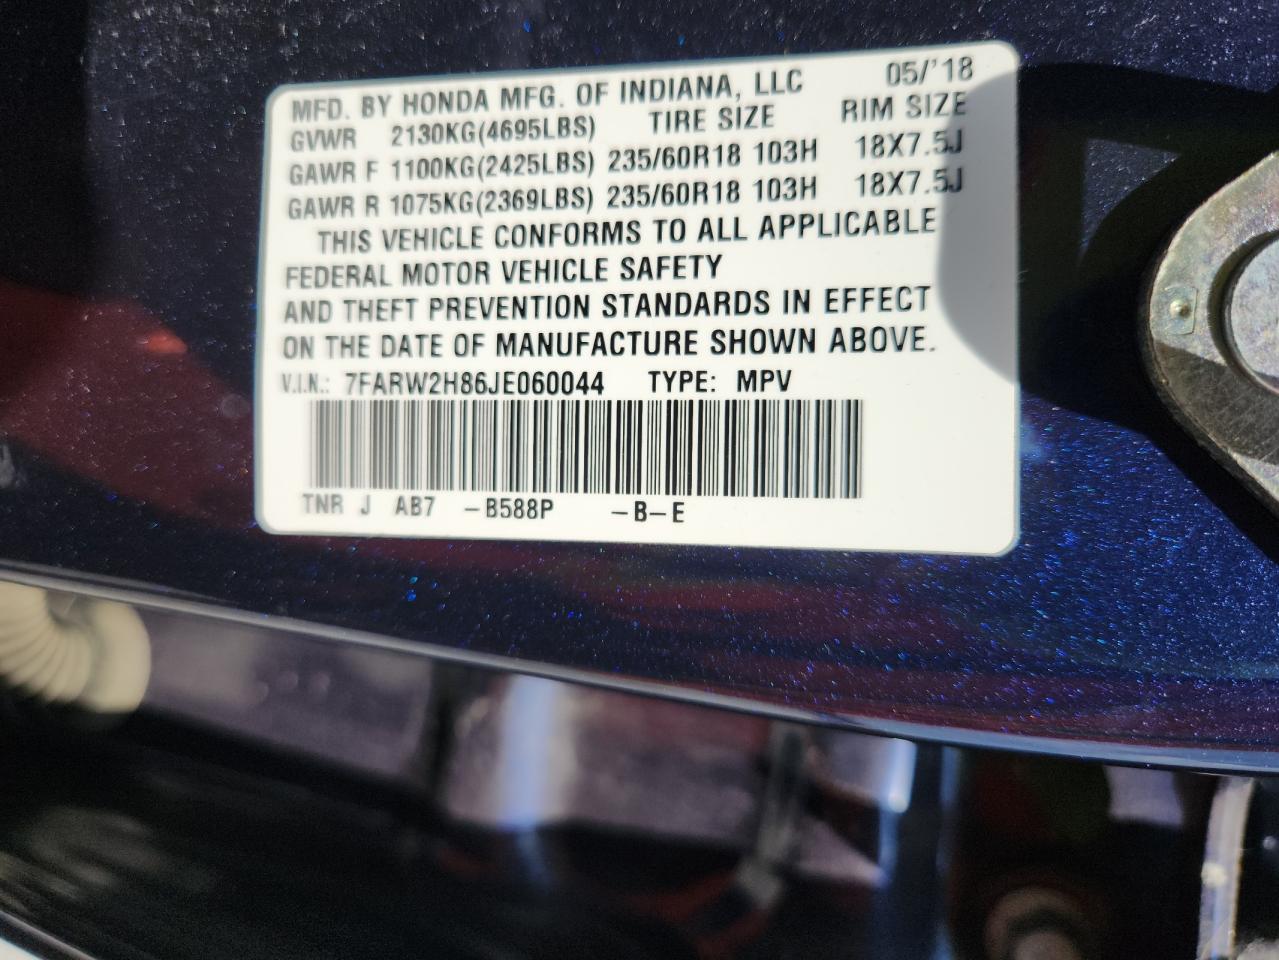 MFD. BY HONDA MFG. OF INDIANA, LLC 05/'18
GVWR 2130KG(4695LBS) TIRE SIZE RIM SIZE
GAWR F 1100KG(2425LBS) 235/60R18 103H 18X7.5J
GAWR R 1075KG(2369LBS) 235/60R18 103H 18X7.5J
THIS VEHICLE CONFORMS TO ALL APPLICABLE
FEDERAL MOTOR VEHICLE SAFETY
AND THEFT PREVENTION STANDARDS IN EFFECT
ON THE DATE OF MANUFACTURE SHOWN ABOVE.
V.I.N.: 7FARW2H86JE060044 TYPE: MPV
TNR J AB7 -B588P -B-E